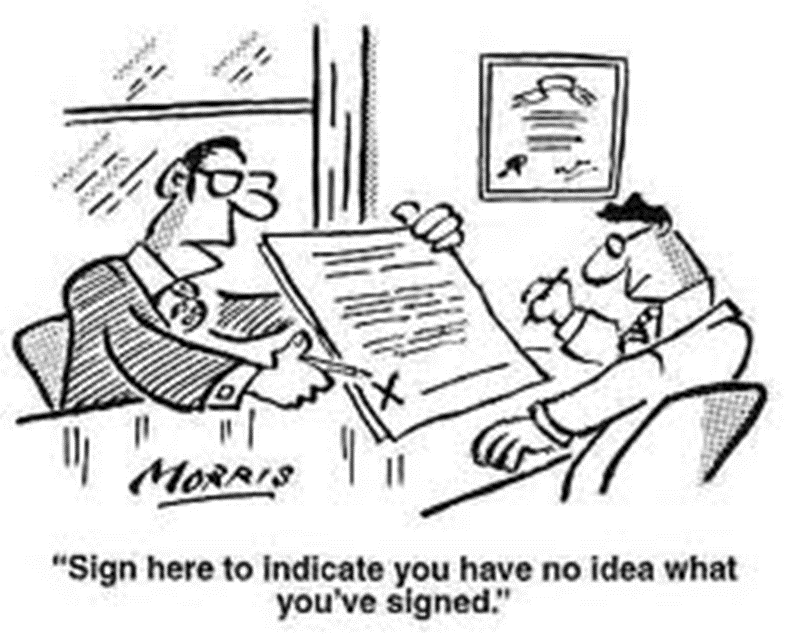 X
MORRIS
“Sign here to indicate you have no idea what
you’ve signed.”